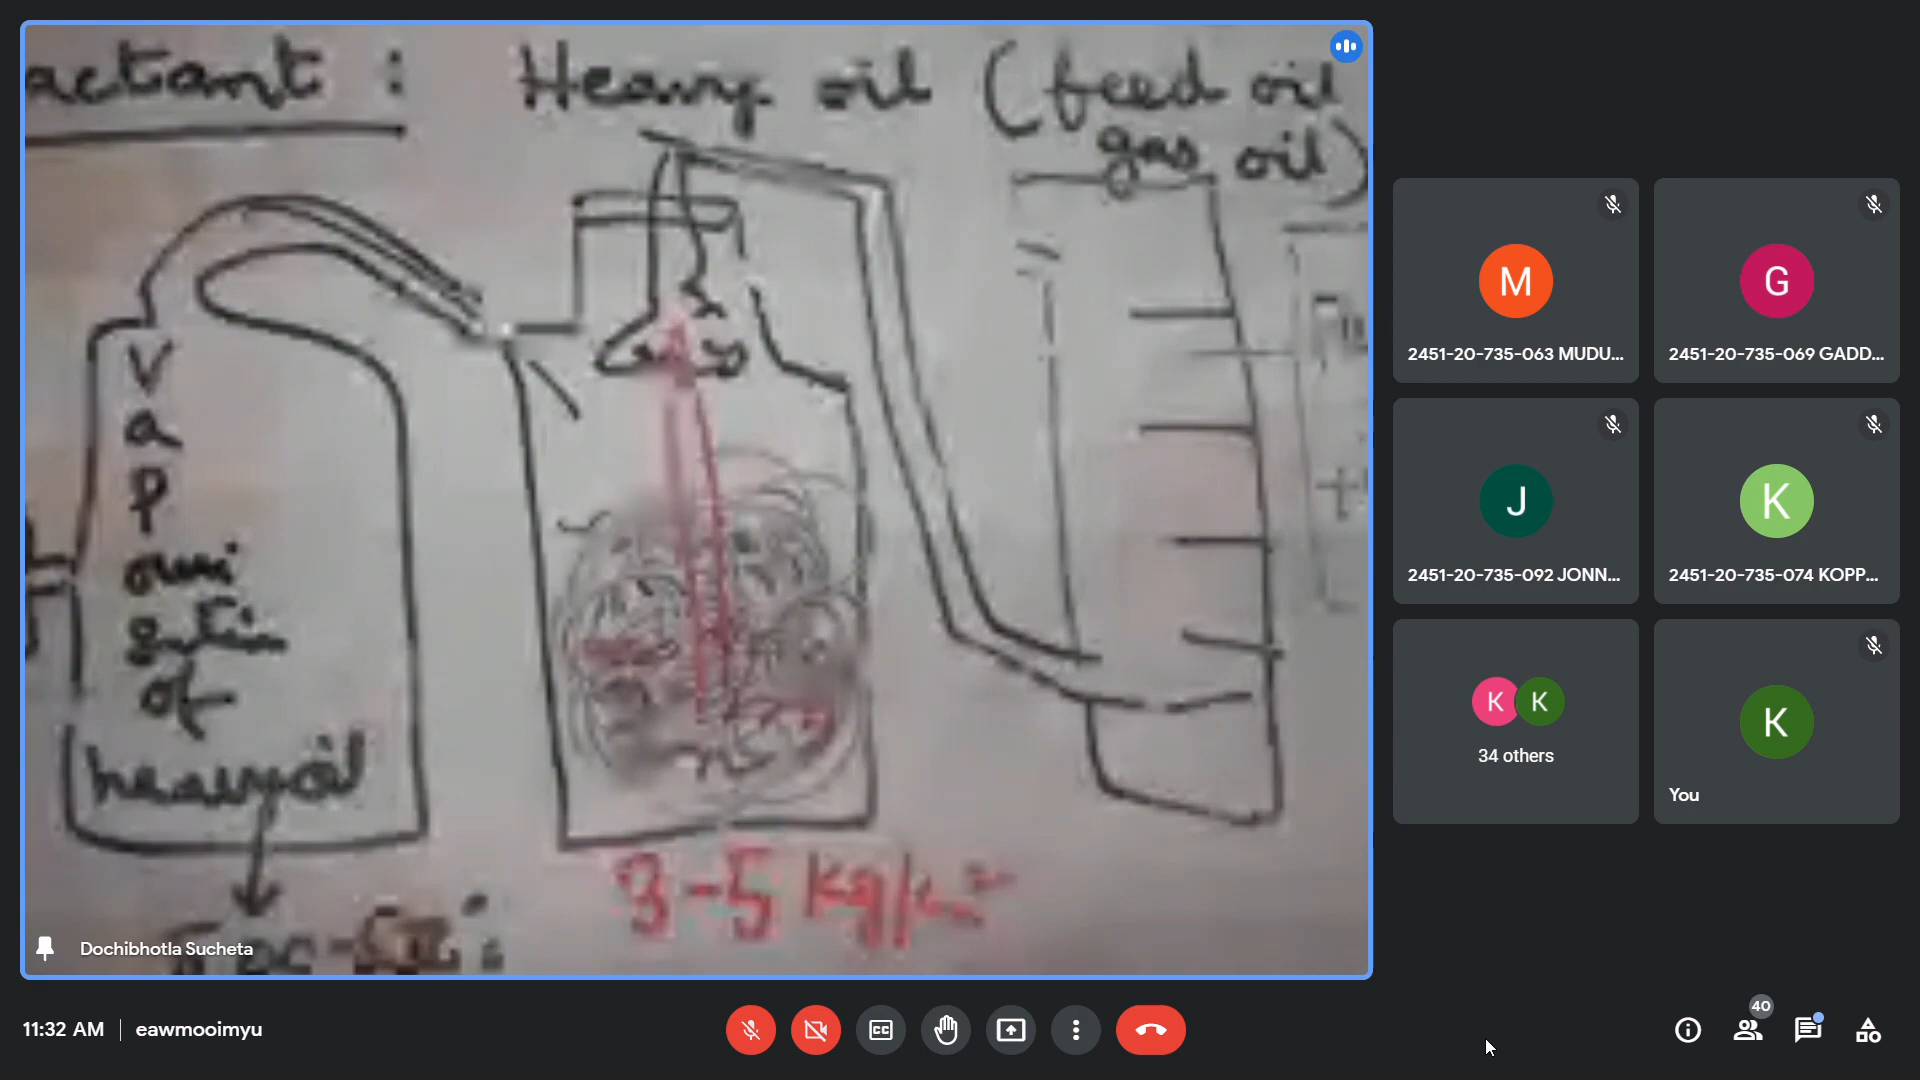 actant : Heavy oil (feed oil
gas oil)
V
a
P
of
heavy oil
3-5 kg/
Dochibhotla Sucheta
M
2451-20-735-063 MUDU...
G
2451-20-735-069 GADD...
J
2451-20-735-092 JONN...
K
2451-20-735-074 KOPP...
K K
34 others
K
You
11:32 AM | eawmooimyu
CC
40